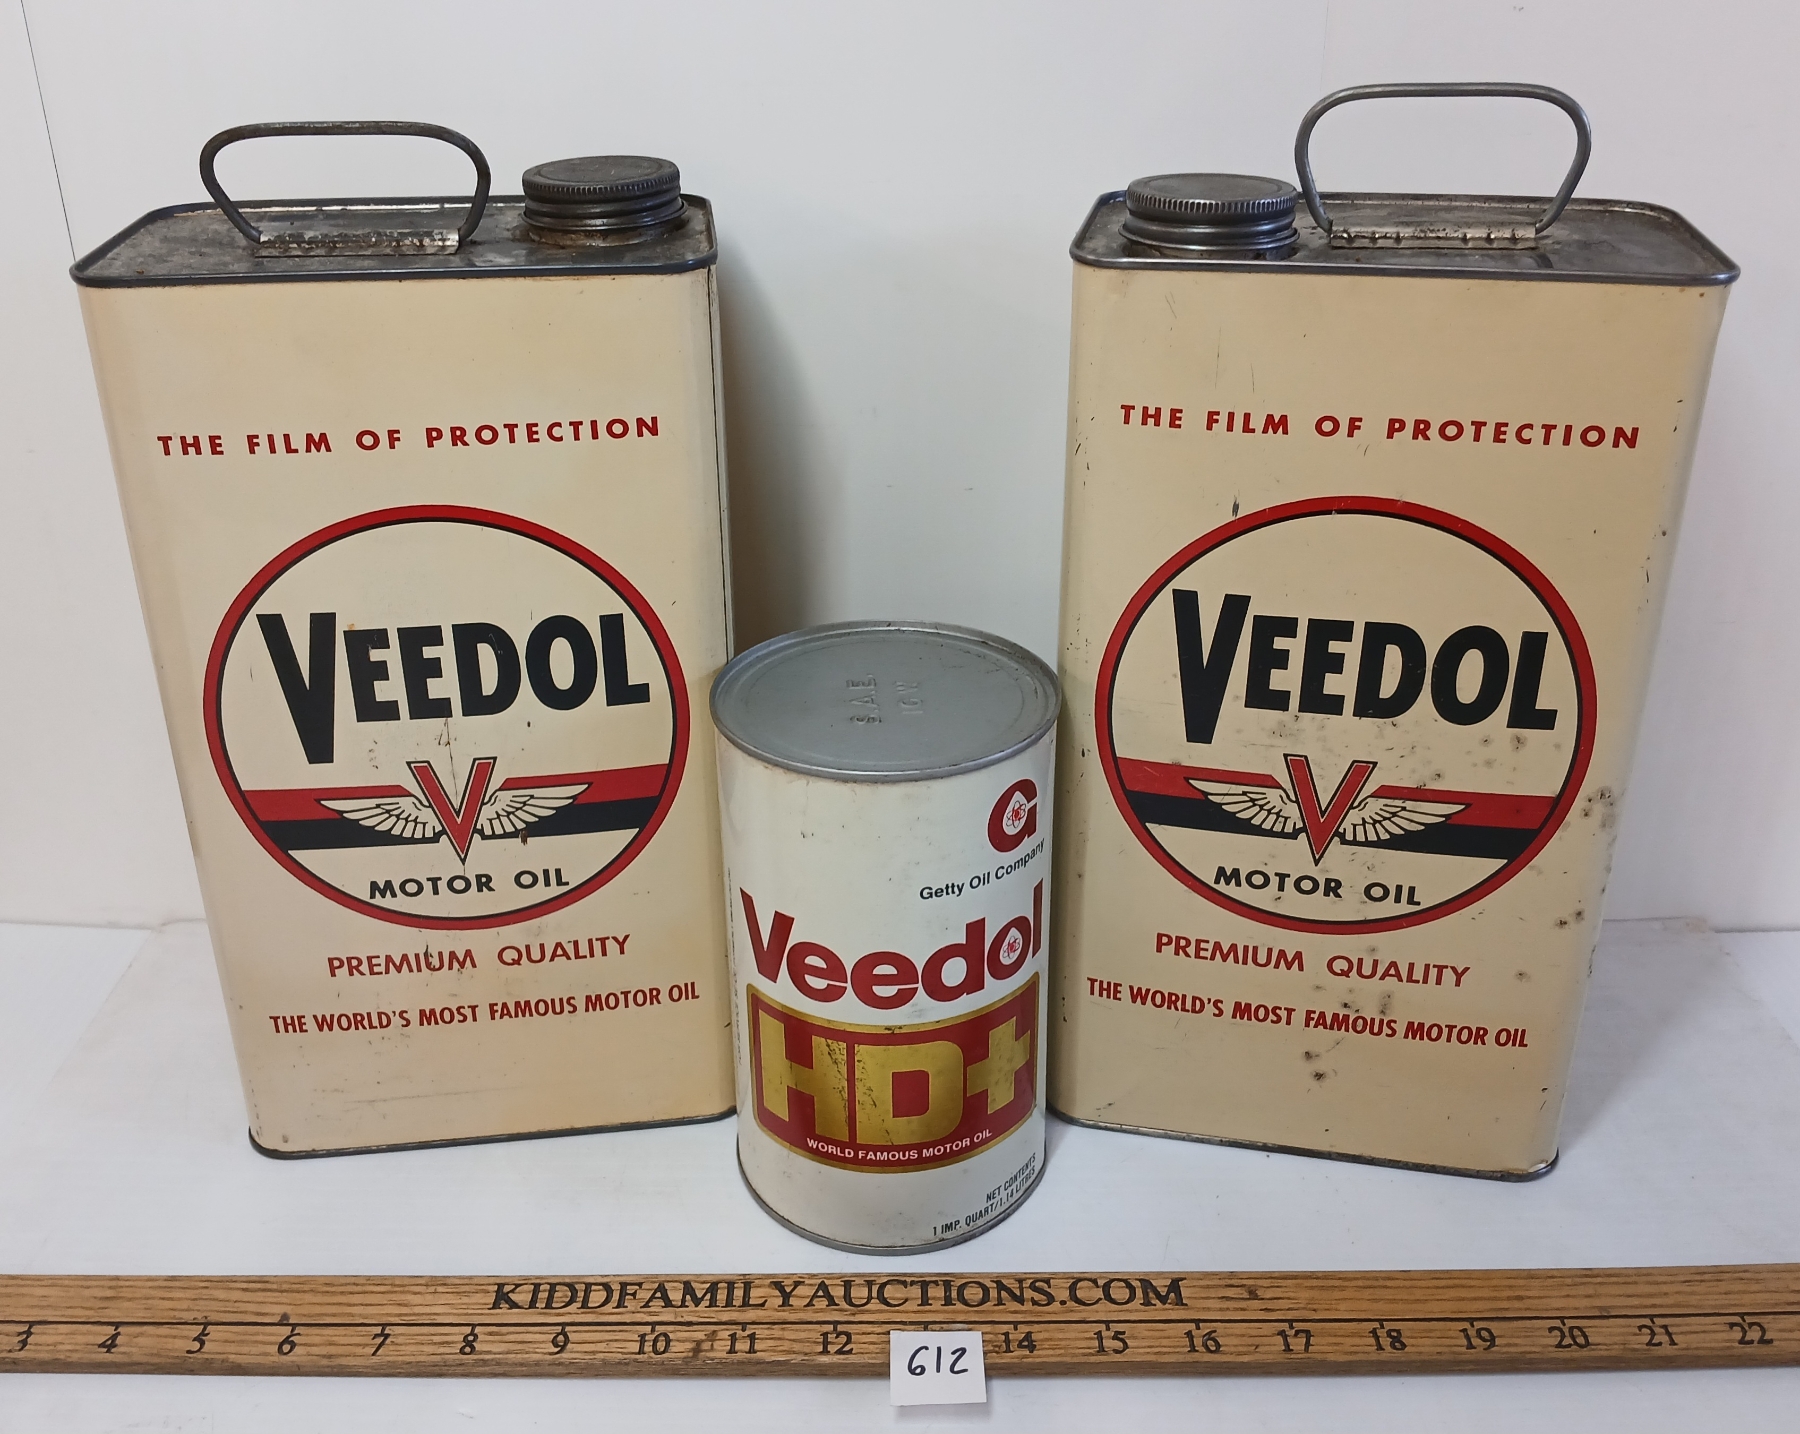 THE FILM OF PROTECTION
VEEDOL
V
MOTOR OIL
PREMIUM QUALITY
THE WORLD'S MOST FAMOUS MOTOR OIL
S.A.E.
G
Getty Oil Company
Veedol
HD+
WORLD FAMOUS MOTOR OIL
NET CONTENTS
1 IMP. QUART/1.14 LITRES
THE FILM OF PROTECTION
VEEDOL
V
MOTOR OIL
PREMIUM QUALITY
THE WORLD'S MOST FAMOUS MOTOR OIL
KIDDFAMILYAUCTIONS.COM
3 4 5 6 7 8 9 10 11 12 14 15 16 17 18 19 20 21 22
612